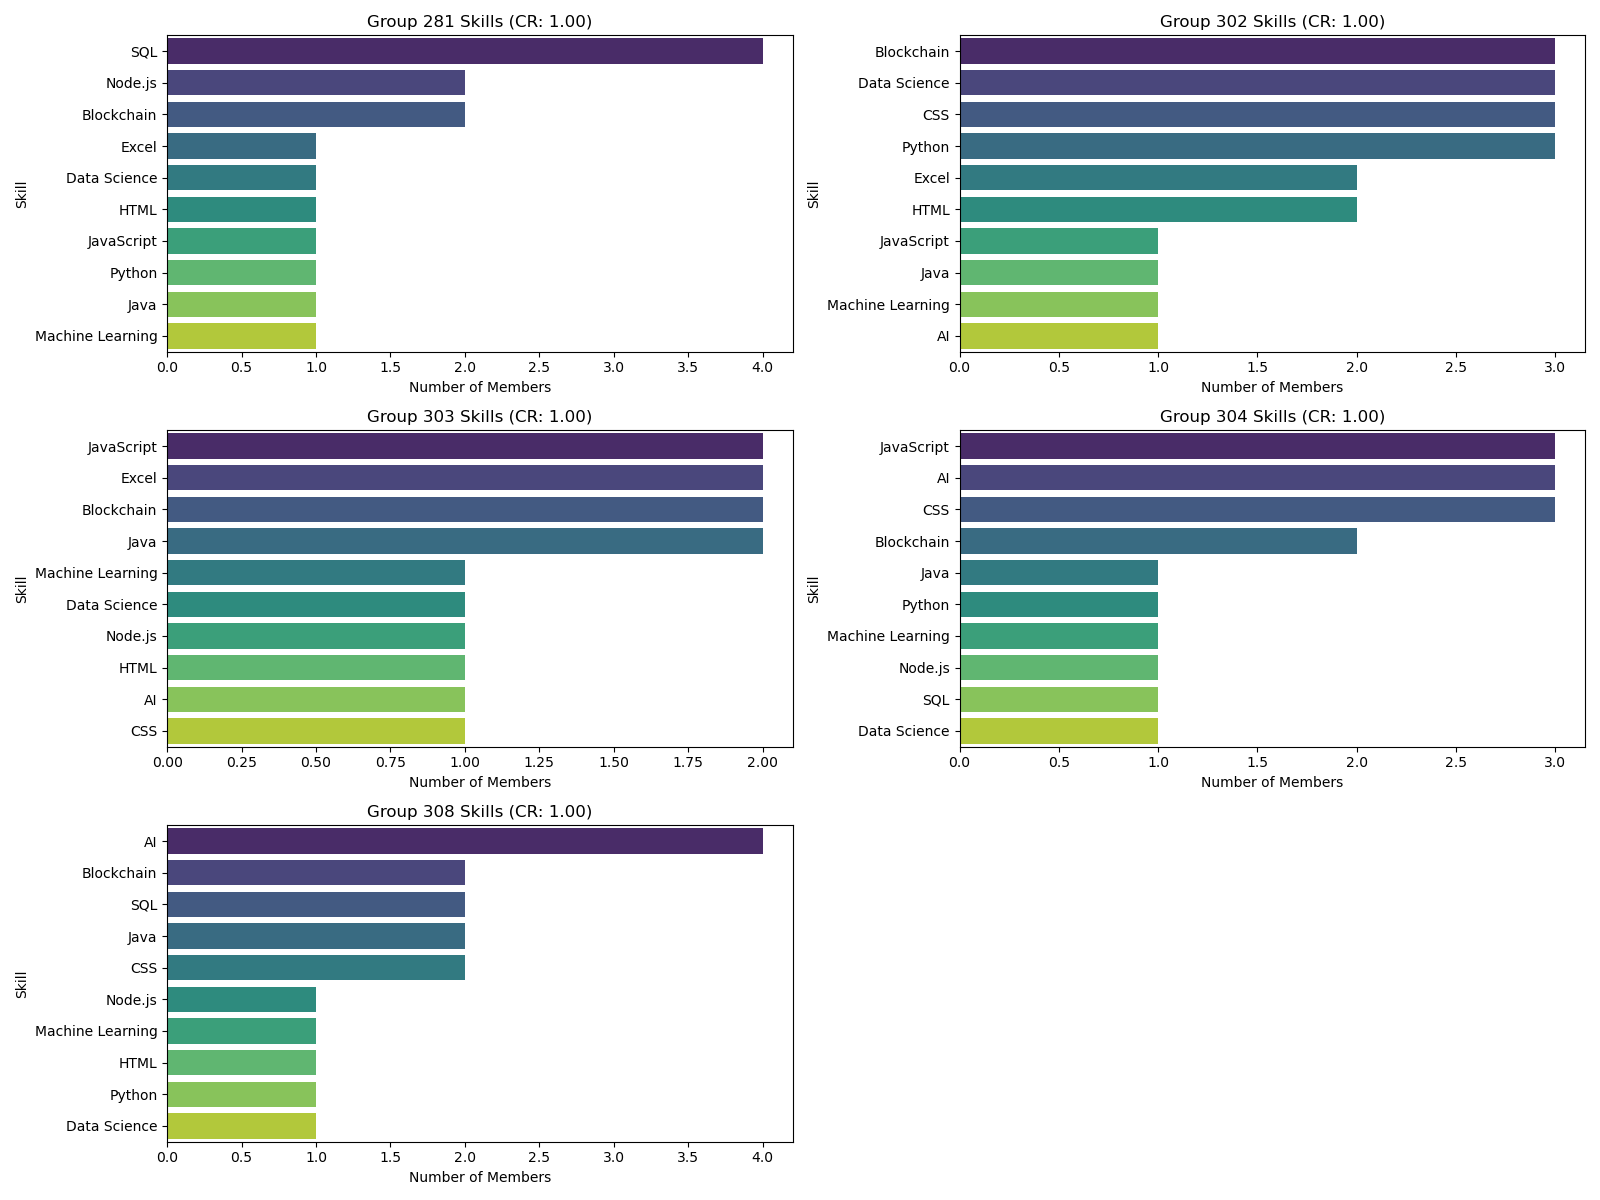 Group 281 Skills (CR: 1.00)
Skill
SQL
Node.js
Blockchain
Excel
Data Science
HTML
JavaScript
Python
Java
Machine Learning
0.0 0.5 1.0 1.5 2.0 2.5 3.0 3.5 4.0
Number of Members
Group 302 Skills (CR: 1.00)
Skill
Blockchain
Data Science
CSS
Python
Excel
HTML
JavaScript
Java
Machine Learning
AI
0.0 0.5 1.0 1.5 2.0 2.5 3.0
Number of Members
Group 303 Skills (CR: 1.00)
Skill
JavaScript
Excel
Blockchain
Java
Machine Learning
Data Science
Node.js
HTML
AI
CSS
0.00 0.25 0.50 0.75 1.00 1.25 1.50 1.75 2.00
Number of Members
Group 304 Skills (CR: 1.00)
Skill
JavaScript
AI
CSS
Blockchain
Java
Python
Machine Learning
Node.js
SQL
Data Science
0.0 0.5 1.0 1.5 2.0 2.5 3.0
Number of Members
Group 308 Skills (CR: 1.00)
Skill
AI
Blockchain
SQL
Java
CSS
Node.js
Machine Learning
HTML
Python
Data Science
0.0 0.5 1.0 1.5 2.0 2.5 3.0 3.5 4.0
Number of Members